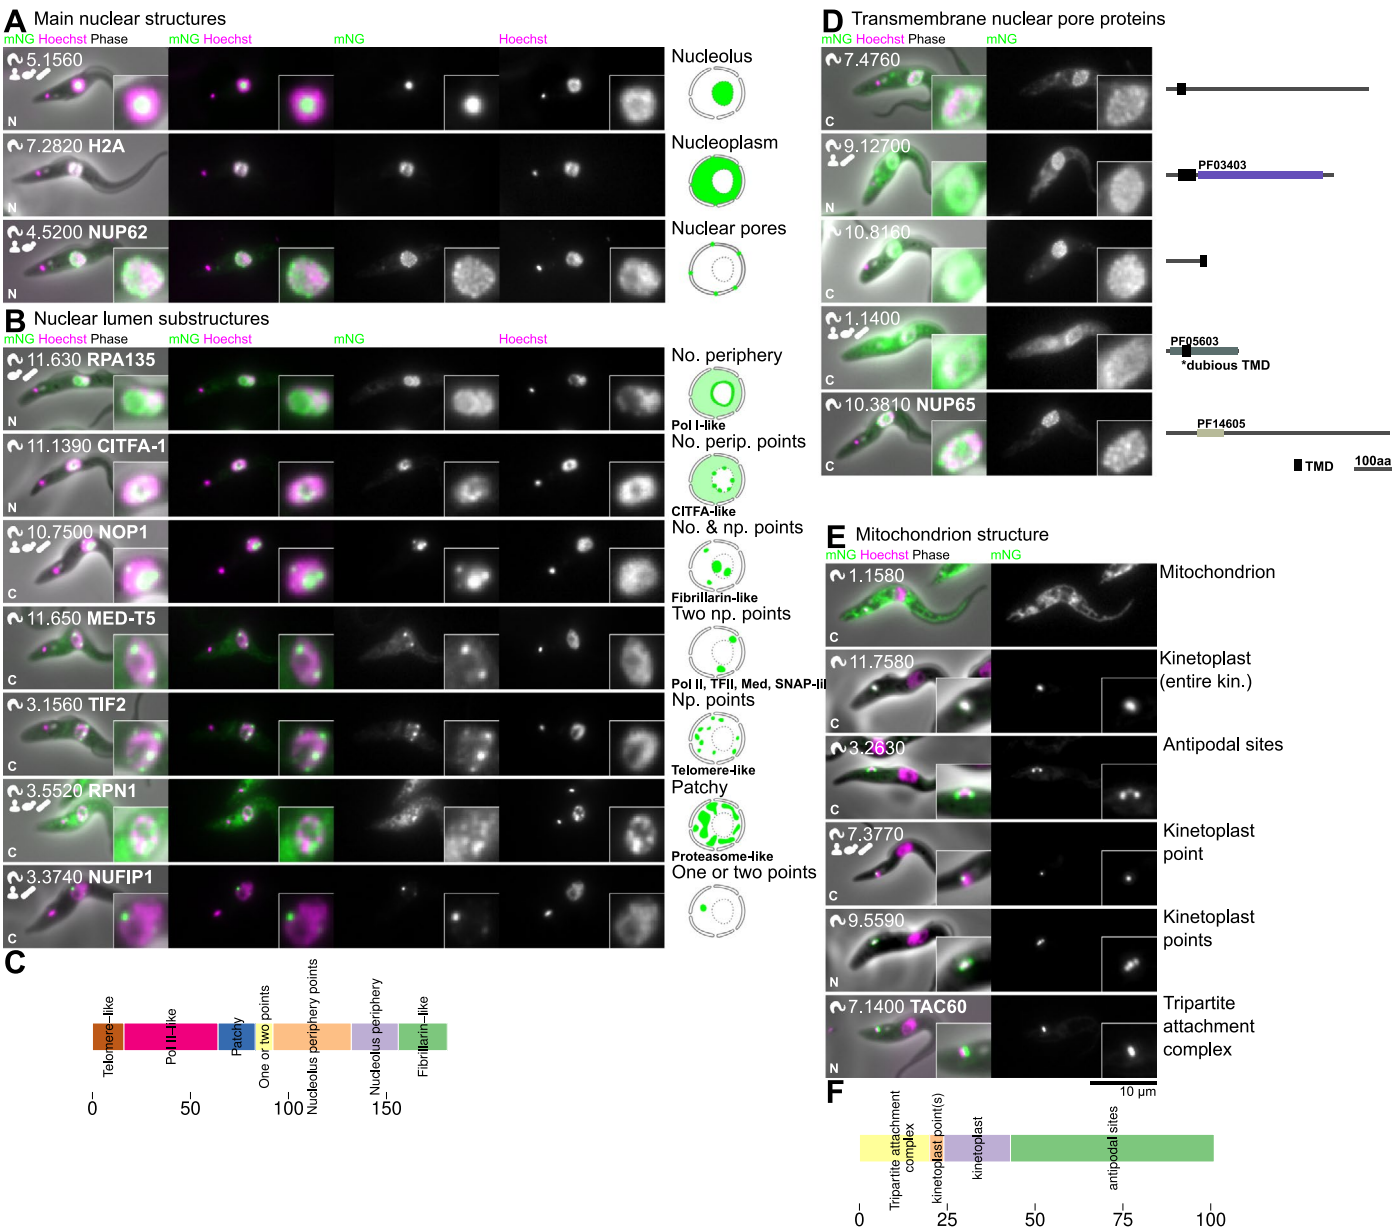 A Main nuclear structures
mNG Hoechst Phase mNG Hoechst mNG Hoechst
5.1560
N
Nucleolus
7.2820 H2A
N
Nucleoplasm
4.5200 NUP62
N
Nuclear pores
B Nuclear lumen substructures
mNG Hoechst Phase mNG Hoechst mNG Hoechst
11.630 RPA135
N
No. periphery
Pol I-like
11.1390 CITFA-1
N
No. perip. points
CITFA-like
10.7500 NOP1
C
No. & np. points
Fibrillarin-like
11.650 MED-T5
C
Two np. points
Pol II, TFII, Med, SNAP-lil
3.1560 TIF2
C
Np. points
Telomere-like
3.5520 RPN1
C
Patchy
Proteasome-like
3.3740 NUFIP1
C
One or two points
C
Telomere-like
Pol II-like
Patchy
One or two points
Nucleolus periphery points
Nucleolus periphery
Fibrillarin-like
0 50 100 150
D Transmembrane nuclear pore proteins
mNG Hoechst Phase mNG
7.4760
C
9.12700
N
PF03403
10.8160
C
1.1400
C
PF05603
*dubious TMD
10.3810 NUP65
C
PF14605
TMD 100aa
E Mitochondrion structure
mNG Hoechst Phase mNG
1.1580
C
Mitochondrion
11.7580
C
Kinetoplast
(entire kin.)
3.2630
C
Antipodal sites
7.3770
C
Kinetoplast
point
9.5590
N
Kinetoplast
points
7.1400 TAC60
N
Tripartite
attachment
complex
10 µm
F
Tripartite attachment
complex
kinetoplast point(s)
kinetoplast
antipodal sites
0 25 50 75 100